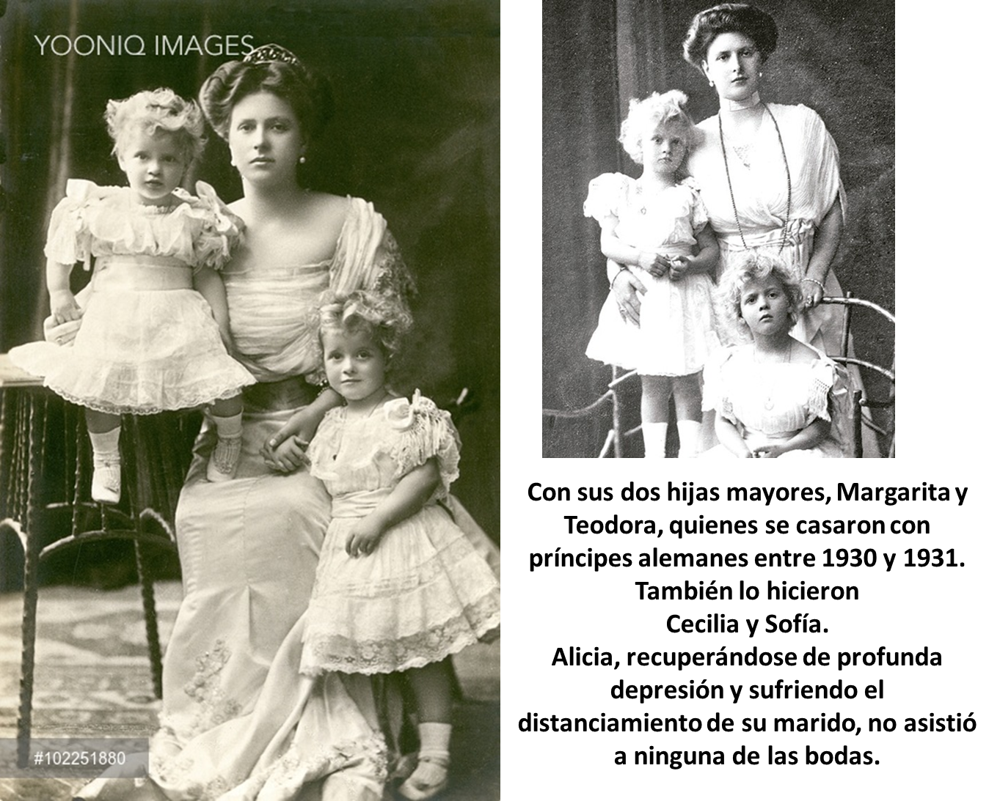 YOONIQ IMAGES
#102251880
Con sus dos hijas mayores, Margarita y
Teodora, quienes se casaron con
príncipes alemanes entre 1930 y 1931.
También lo hicieron
Cecilia y Sofía.
Alicia, recuperándose de profunda
depresión y sufriendo el
distanciamiento de su marido, no asistió
a ninguna de las bodas.